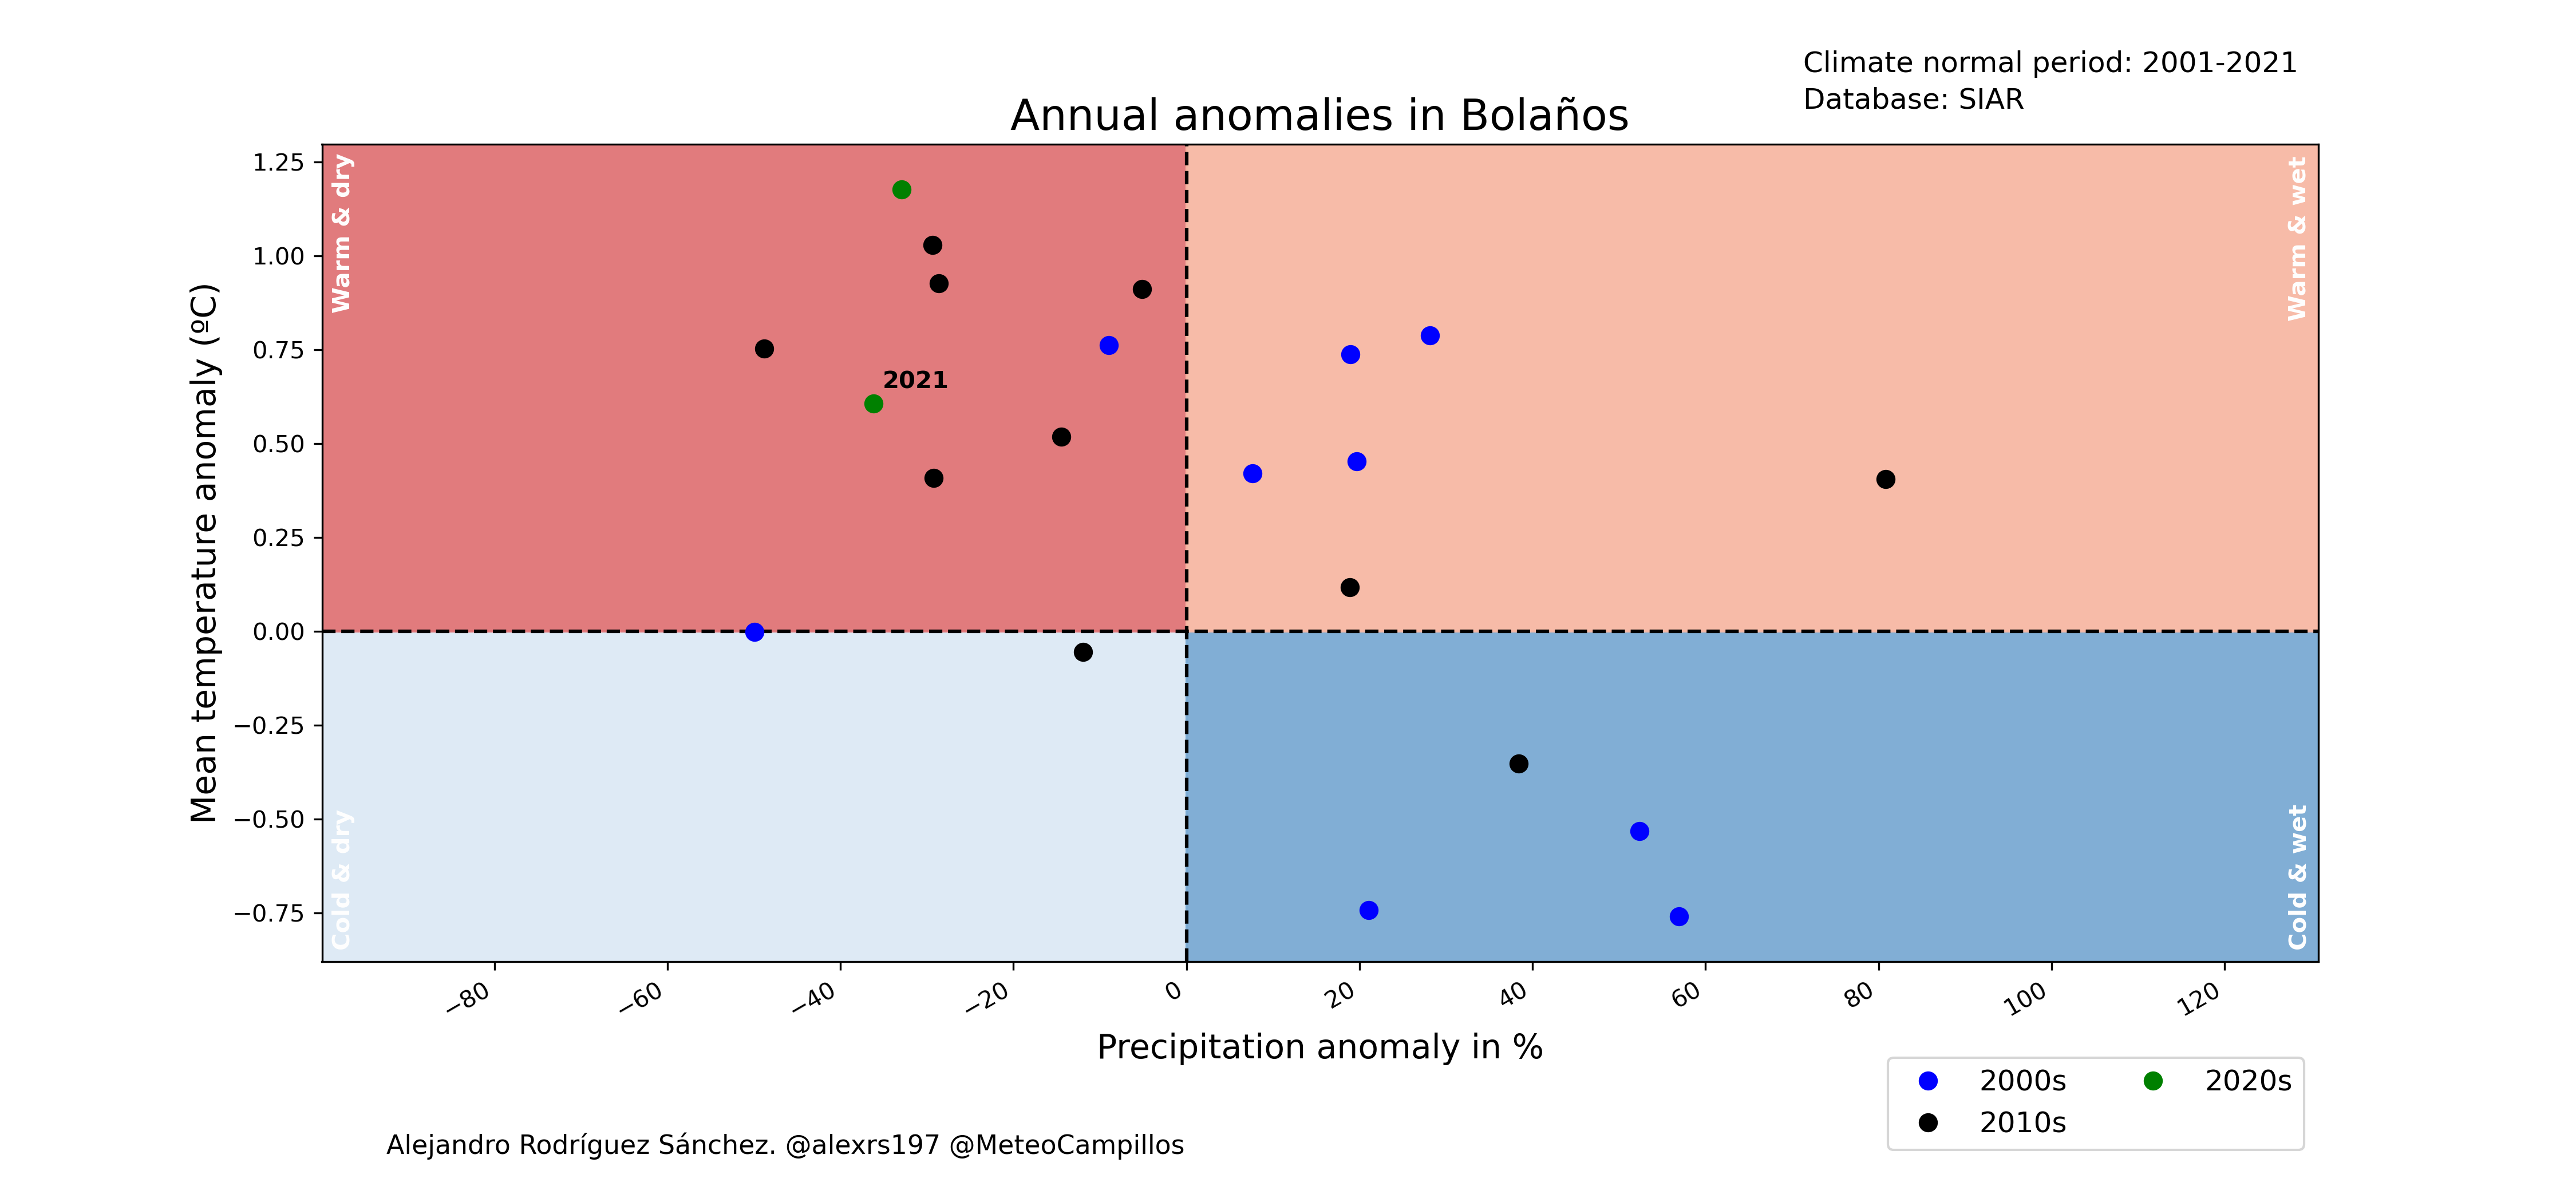 Climate normal period: 2001-2021
Database: SIAR
Annual anomalies in Bolaños
Mean temperature anomaly (ºC)
1.25
1.00
0.75
0.50
0.25
0.00
−0.25
−0.50
−0.75
Warm & dry
Warm & wet
2021
Cold & dry
Cold & wet
−80 −60 −40 −20 0 20 40 60 80 100 120
Precipitation anomaly in %
2000s 2020s
2010s
Alejandro Rodríguez Sánchez. @alexrs197 @MeteoCampillos